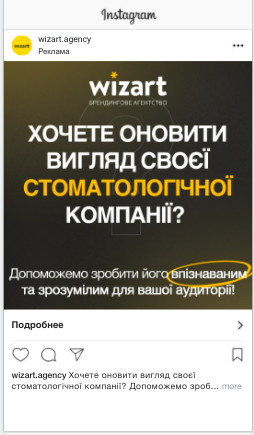 Instagram
wizart
wizart.agency
Реклама
wizart
БРЕНДИНГОВЕ АГЕНТСТВО
ХОЧЕТЕ ОНОВИТИ
ВИГЛЯД СВОЄЇ
СТОМАТОЛОГІЧНОЇ
КОМПАНІЇ?
Допоможемо зробити його впізнаваним
та зрозумілим для вашої аудиторії!
Подробнее
wizart.agency Хочете оновити вигляд своєї
стоматологічної компанії? Допоможемо зроб... more